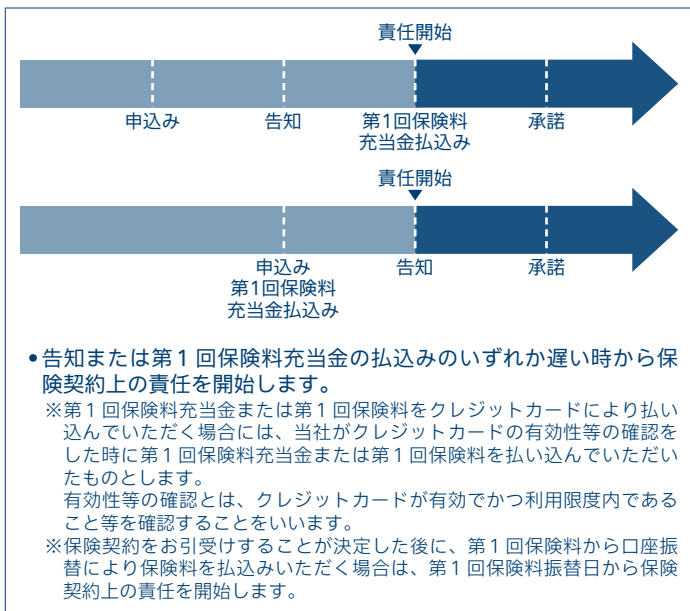 責任開始
申込み 告知 第1回保険料 承諾
充当金払込み
責任開始
申込み 告知 承諾
第1回保険料
充当金払込み
•告知または第1回保険料充当金の払込みのいずれか遅い時から保
険契約上の責任を開始します。
※第1回保険料充当金または第1回保険料をクレジットカードにより払い
込んでいただく場合には、当社がクレジットカードの有効性等の確認を
した時に第1回保険料充当金または第1回保険料を払い込んでいただい
たものとします。
有効性等の確認とは、クレジットカードが有効でかつ利用限度内である
こと等を確認することをいいます。
※保険契約をお引受けすることが決定した後に、第1回保険料から口座振
替により保険料を払込みいただく場合は、第1回保険料振替日から保険
契約上の責任を開始します。